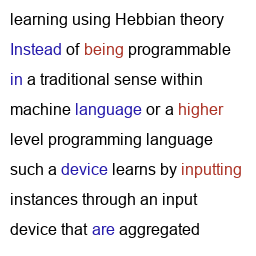 learning using Hebbian theory
Instead of being programmable
in a traditional sense within
machine language or a higher
level programming language
such a device learns by inputting
instances through an input
device that are aggregated